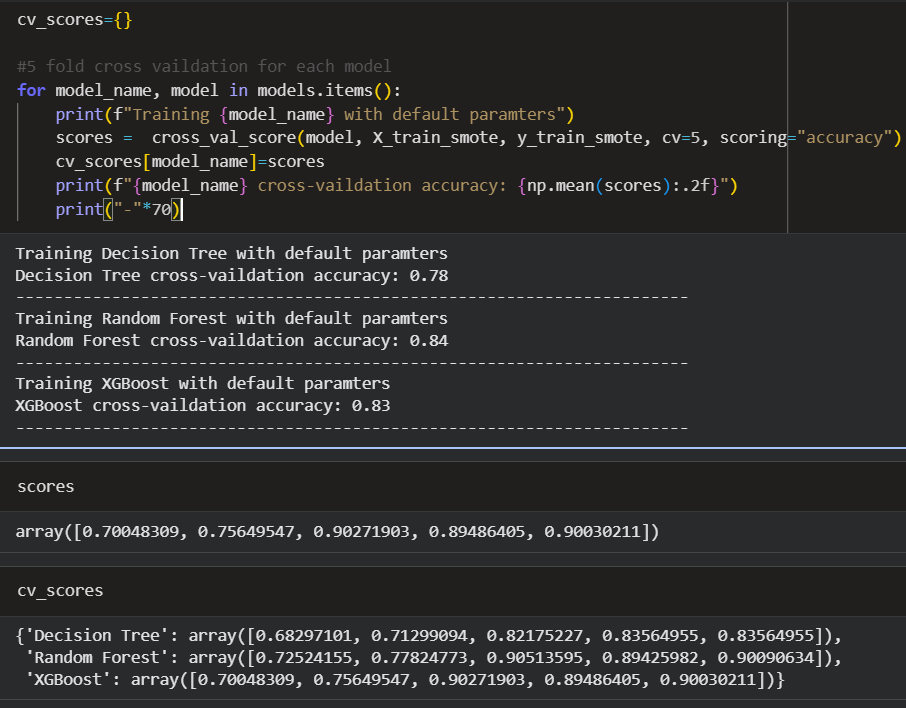 cv_scores={}
#5 fold cross vaildation for each model
for model_name, model in models.items():
print(f"Training {model_name} with default paramters")
scores =  cross_val_score(model, X_train_smote, y_train_smote, cv=5, scoring="accuracy")
cv_scores[model_name]=scores
print(f"{model_name} cross-vaildation accuracy: {np.mean(scores):.2f}")
print("-"*70)
Training Decision Tree with default paramters
Decision Tree cross-vaildation accuracy: 0.78
----------------------------------------------------------------------
Training Random Forest with default paramters
Random Forest cross-vaildation accuracy: 0.84
----------------------------------------------------------------------
Training XGBoost with default paramters
XGBoost cross-vaildation accuracy: 0.83
----------------------------------------------------------------------
scores
array([0.70048309, 0.75649547, 0.90271903, 0.89486405, 0.90030211])
cv_scores
{'Decision Tree': array([0.68297101, 0.71299094, 0.82175227, 0.83564955, 0.83564955]),
'Random Forest': array([0.72524155, 0.77824773, 0.90513595, 0.89425982, 0.90090634]),
'XGBoost': array([0.70048309, 0.75649547, 0.90271903, 0.89486405, 0.90030211])}